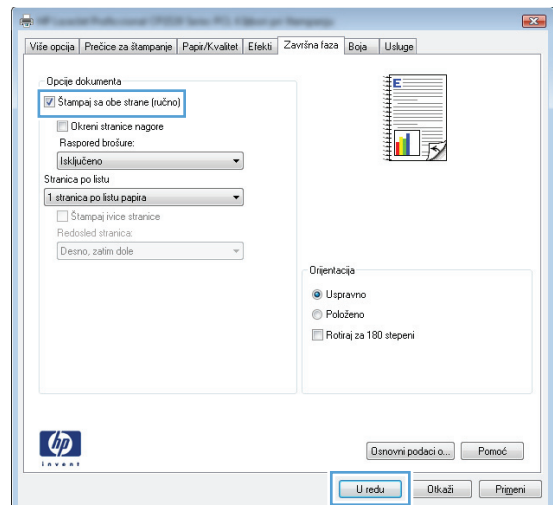 Više opcija Prečice za štampanje Papir/Kvalitet Efekti Završna faza Boja Usluge
Opcije dokumenta
Štampaj sa obe strane (ručno)
Okreni stranice nagore
Raspored brošure:
Isključeno
Stranica po listu
1 stranica po listu papira
Štampaj ivice stranice
Redosled stranica:
Desno, zatim dole
E
Orijentacija
Uspravno
Položeno
Rotiraj za 180 stepeni
hp
invent
Osnovni podaci o... Pomoć
U redu Otkaži Primeni